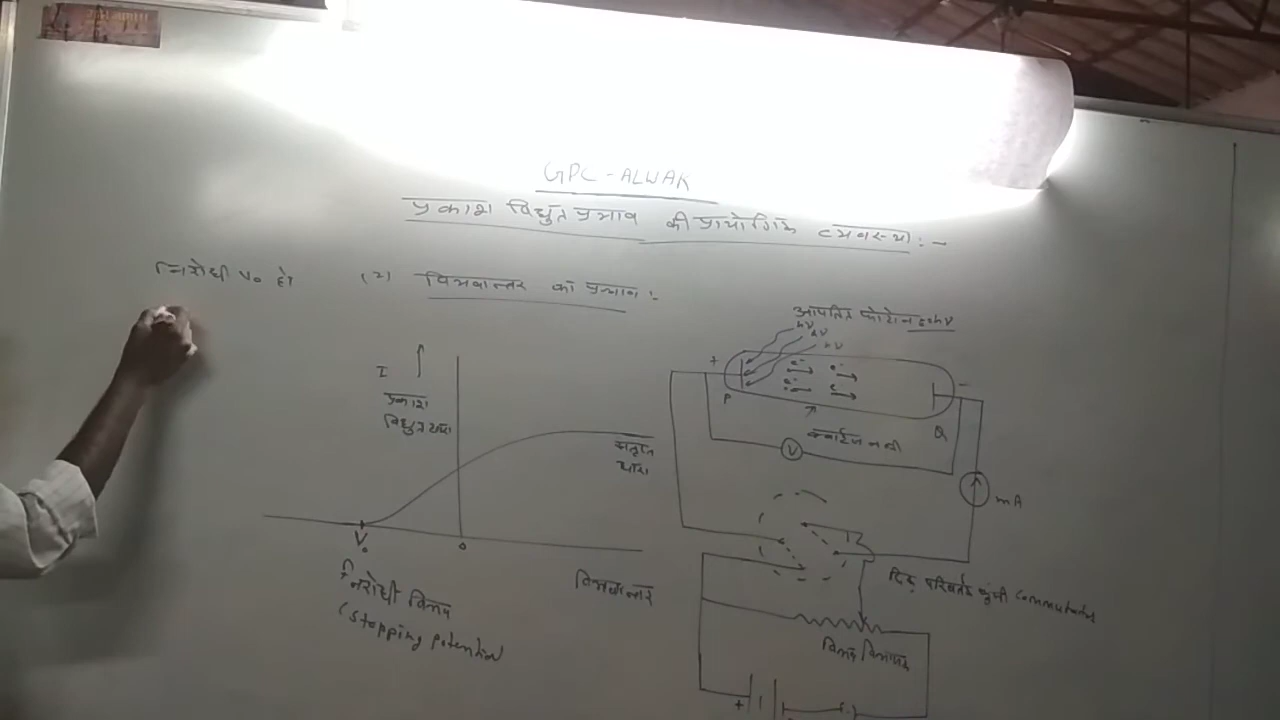 GPC-ALWAR
प्रकाश विद्युत प्रभाव की प्रायोगिक व्यवस्था:-
निरोधी V₀ हो
(2) विभवान्तर का प्रभाव:
आपतित फोटोन E=hν
hν
hν
hν
+
e⁻
e⁻
e⁻
e
−
P
Q
I
प्रकाश
विद्युत धारा
क्वार्टज नली
V
संतृप्त
धारा
mA
V₀
0
निरोधी विभव
(Stopping potential
विभवान्तर
दिक् परिवर्तक कुंजी Commutator
विभव विभाजक
+